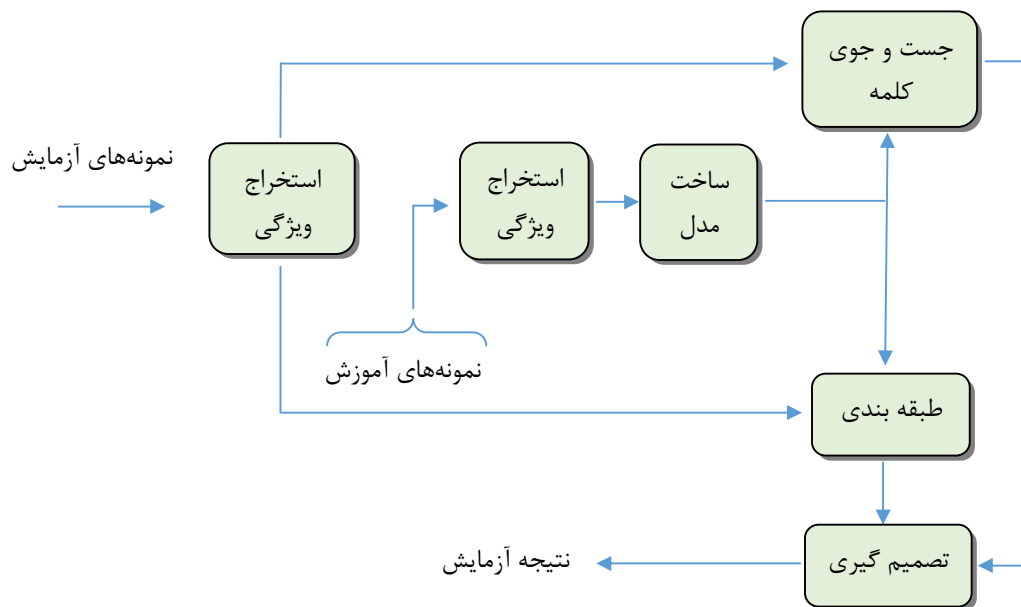 جست و جوی
کلمه
نمونه‌های آزمایش
استخراج
ویژگی
استخراج
ویژگی
ساخت
مدل
نمونه‌های آموزش
طبقه بندی
تصمیم گیری
نتیجه آزمایش